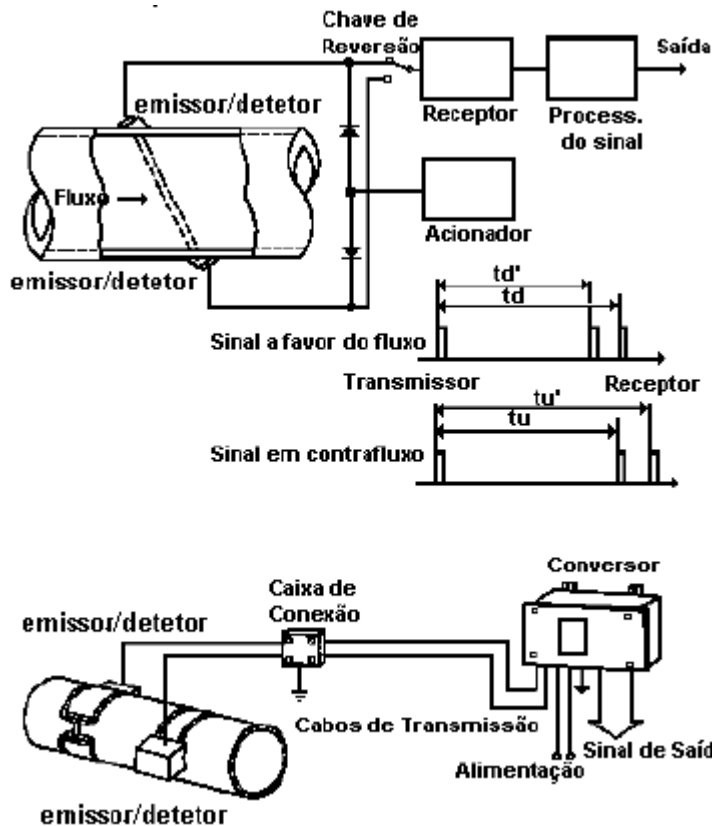 Chave de
Reversão
Saída
emissor/detetor
Receptor
Process.
do sinal
Fluxo
Acionador
emissor/detetor
td'
td
Sinal a favor do fluxo
Transmissor
Receptor
tu'
tu
Sinal em contrafluxo
Conversor
Caixa de
Conexão
emissor/detetor
Cabos de Transmissão
Sinal de Saíd
Alimentação
emissor/detetor